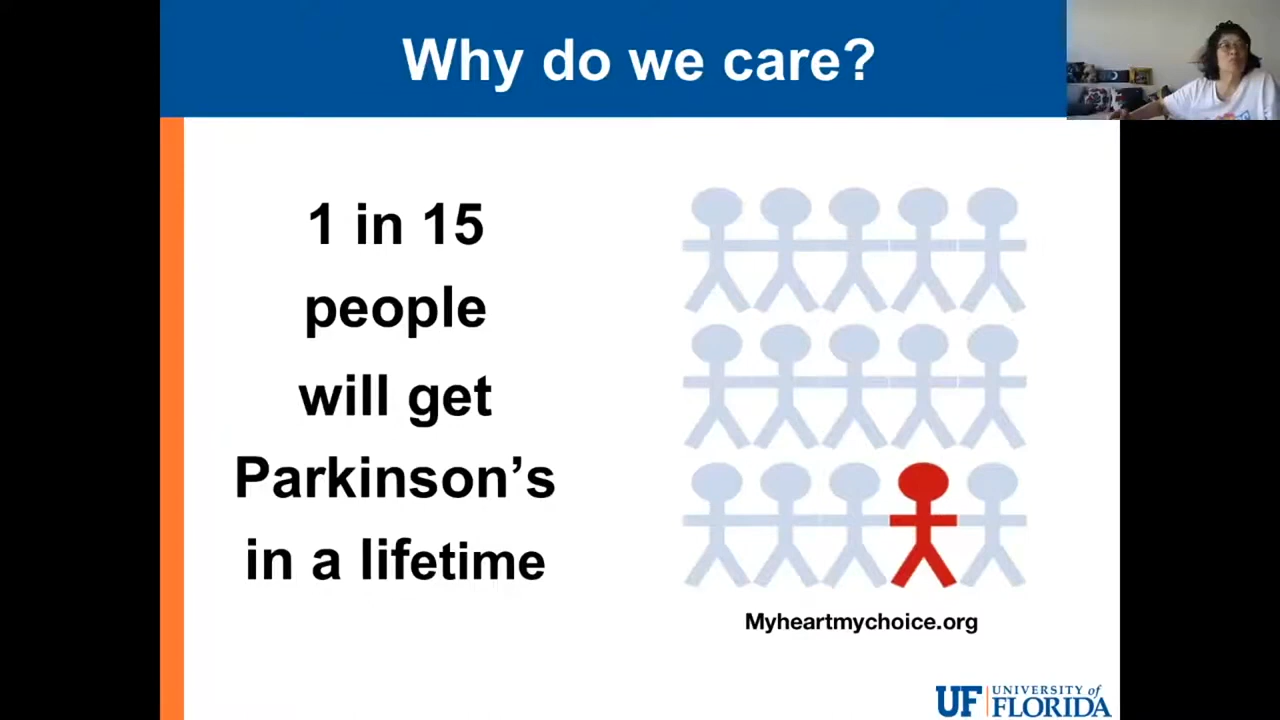 Why do we care?
1 in 15
people
will get
Parkinson’s
in a lifetime
Myheartmychoice.org
UF UNIVERSITY of
FLORIDA